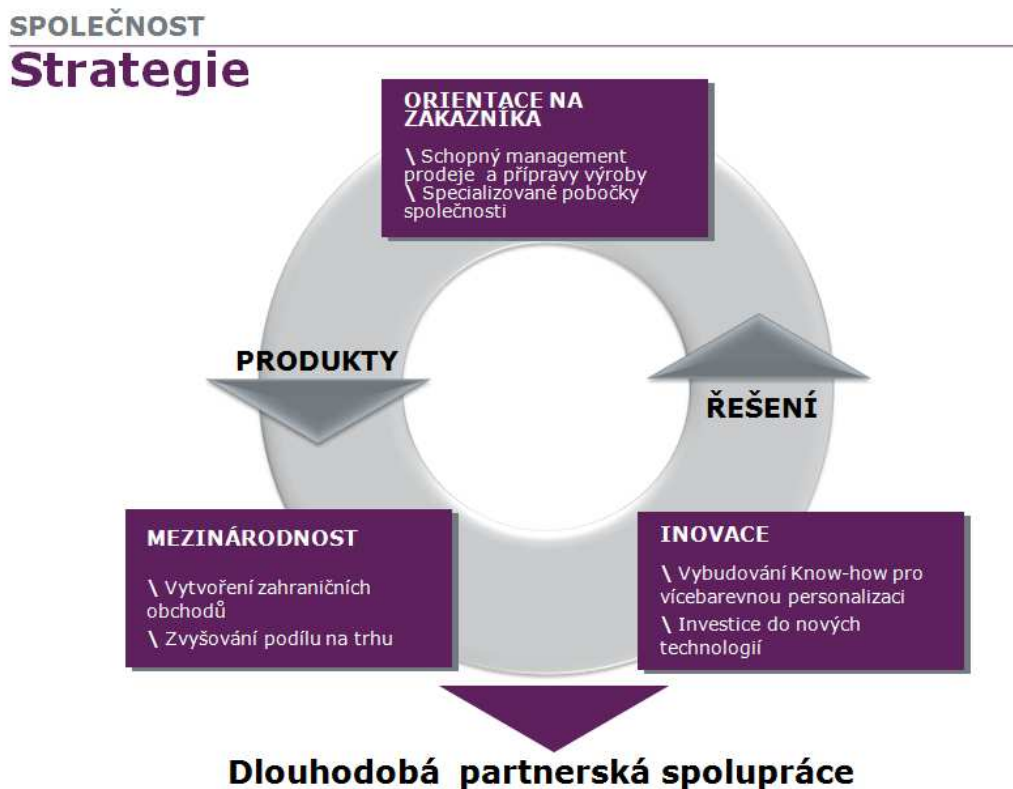 SPOLEČNOST
Strategie
ORIENTACE NA
ZÁKAZNÍKA
\ Schopný management
prodeje a přípravy výroby
\ Specializované pobočky
společnosti
PRODUKTY
ŘEŠENÍ
MEZINÁRODNOST
\ Vytvoření zahraničních
obchodů
\ Zvyšování podílu na trhu
INOVACE
\ Vybudování Know-how pro
vícebarevnou personalizaci
\ Investice do nových
technologií
Dlouhodobá partnerská spolupráce